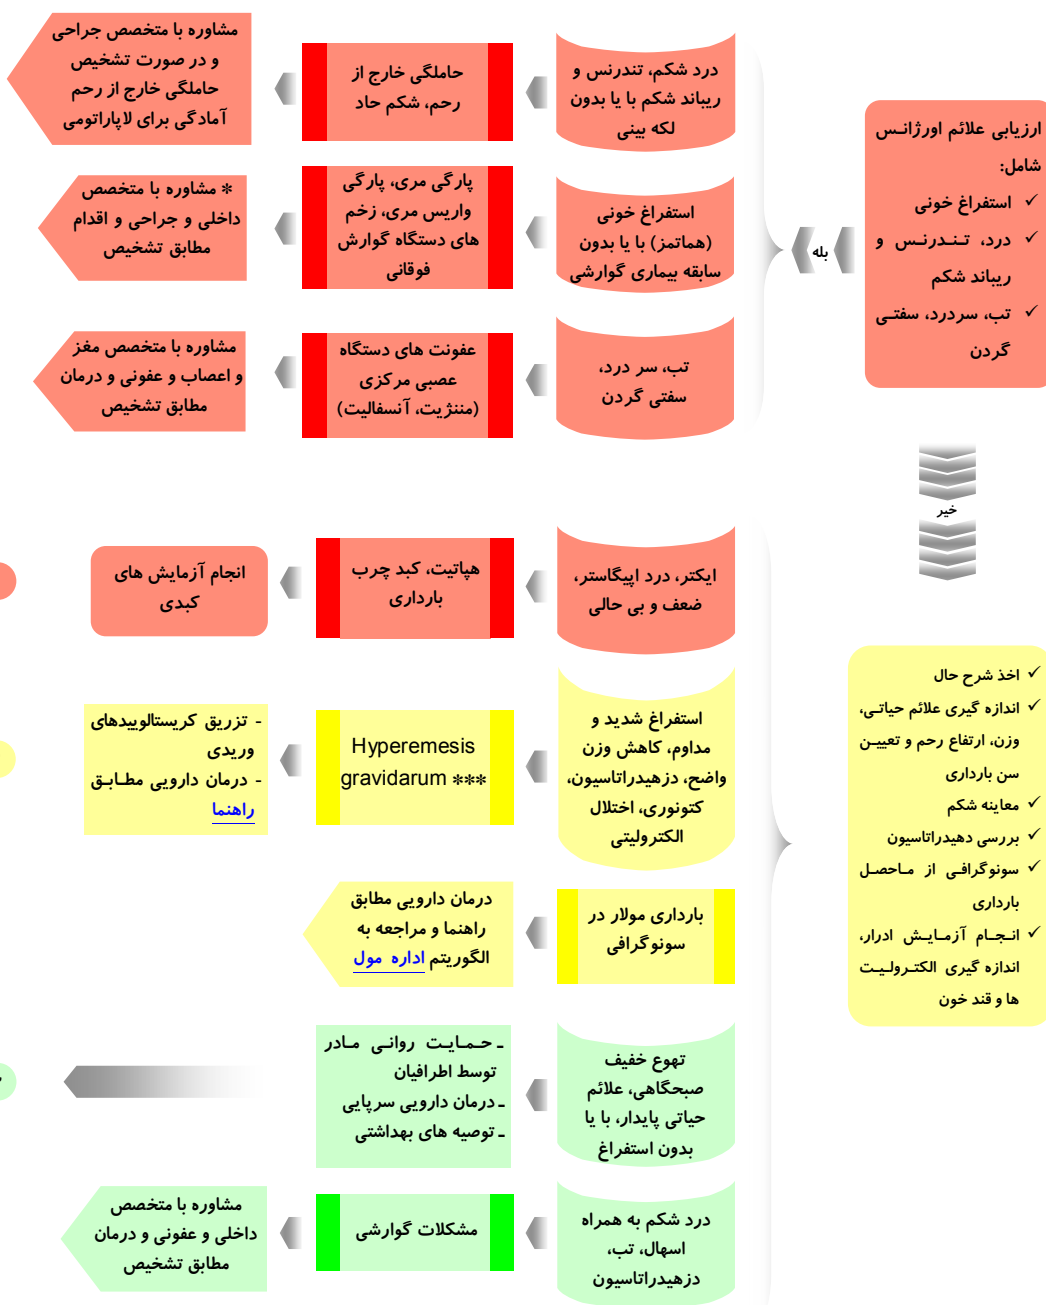 ارزیابی علائم اورژانس
شامل:
✓ استفراغ خونی
✓ درد، تندرنس و
ریباند شکم
✓ تب، سردرد، سفتی
گردن
بله
درد شکم، تندرنس و
ریباند شکم با یا بدون
لکه بینی
حاملگی خارج از
رحم، شکم حاد
مشاوره با متخصص جراحی
و در صورت تشخیص
حاملگی خارج از رحم
آمادگی برای لاپاراتومی
استفراغ خونی
(هماتمز) با یا بدون
سابقه بیماری گوارشی
پارگی مری، پارگی
واریس مری، زخم
های دستگاه گوارش
فوقانی
* مشاوره با متخصص
داخلی و جراحی و اقدام
مطابق تشخیص
تب، سر درد،
سفتی گردن
عفونت های دستگاه
عصبی مرکزی
(مننژیت، آنسفالیت)
مشاوره با متخصص مغز
و اعصاب و عفونی و درمان
مطابق تشخیص
خیر
✓ اخذ شرح حال
✓ اندازه گیری علائم حیاتی،
وزن، ارتفاع رحم و تعیین
سن بارداری
✓ معاینه شکم
✓ بررسی دهیدراتاسیون
✓ سونوگرافی از ماحصل
بارداری
✓ انجام آزمایش ادرار،
اندازه گیری الکترولیت
ها و قند خون
ایکتر، درد اپیگاستر،
ضعف و بی حالی
هپاتیت، کبد چرب
بارداری
انجام آزمایش های
کبدی
استفراغ شدید و
مداوم، کاهش وزن
واضح، دزهیدراتاسیون،
کتونوری، اختلال
الکترولیتی
Hyperemesis
gravidarum ***
- تزریق کریستالوییدهای
وریدی
- درمان دارویی مطابق
راهنما
بارداری مولار در
سونوگرافی
درمان دارویی مطابق
راهنما و مراجعه به
الگوریتم اداره مول
تهوع خفیف
صبحگاهی، علائم
حیاتی پایدار، با یا
بدون استفراغ
ـ حمایت روانی مادر
توسط اطرافیان
ـ درمان دارویی سرپایی
ـ توصیه های بهداشتی
درد شکم به همراه
اسهال، تب،
دزهیدراتاسیون
مشکلات گوارشی
مشاوره با متخصص
داخلی و عفونی و درمان
مطابق تشخیص